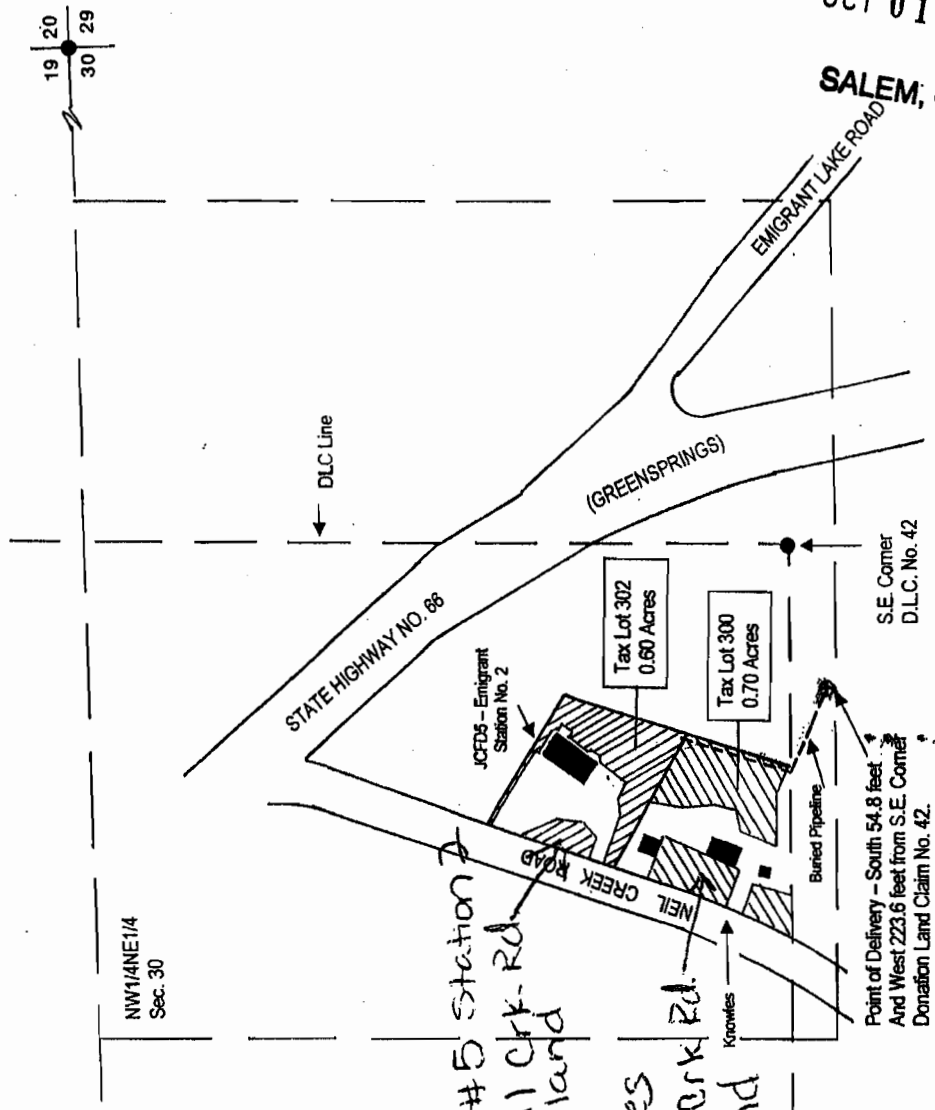 OCT 01
SALEM,
19 20
30 29
EMIGRANT LAKE ROAD
DLC Line
(GREENSPRINGS)
STATE HIGHWAY NO. 66
S.E. Corner
D.L.C. No. 42
Tax Lot 302
0.60 Acres
Tax Lot 300
0.70 Acres
JCFD5 – Emigrant
Station No. 2
Buried Pipeline
Point of Delivery – South 54.8 feet
And West 223.6 feet from S.E. Corner
Donation Land Claim No. 42.
NEIL CREEK ROAD
Knowles
NW1/4NE1/4
Sec. 30
#5 Station 2
Crk. Rd.
land
es
Crk Rd.
nd